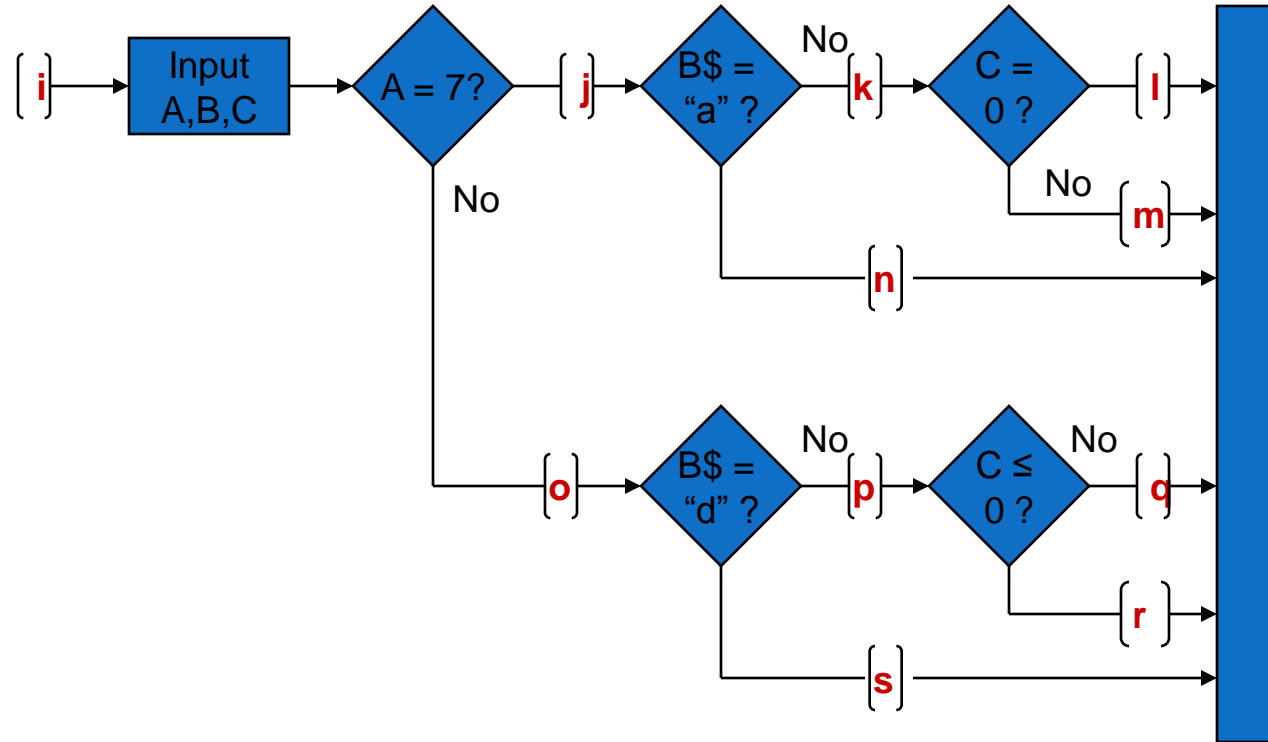 i
Input
A,B,C
A = 7?
j
B$ =
“a” ?
No
k
C =
0 ?
l
No
m
No
n
o
B$ =
“d” ?
No
p
C ≤
0 ?
No
q
r
s